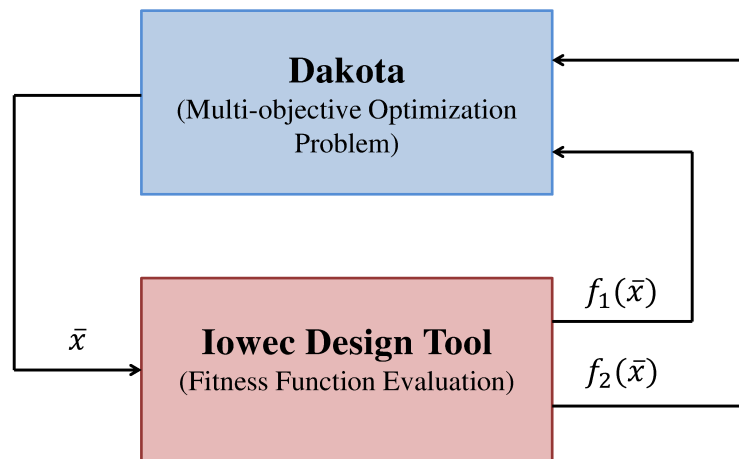 Dakota
(Multi-objective Optimization
Problem)
f₁(x̄)
x̄
Iowec Design Tool
(Fitness Function Evaluation)
f₂(x̄)